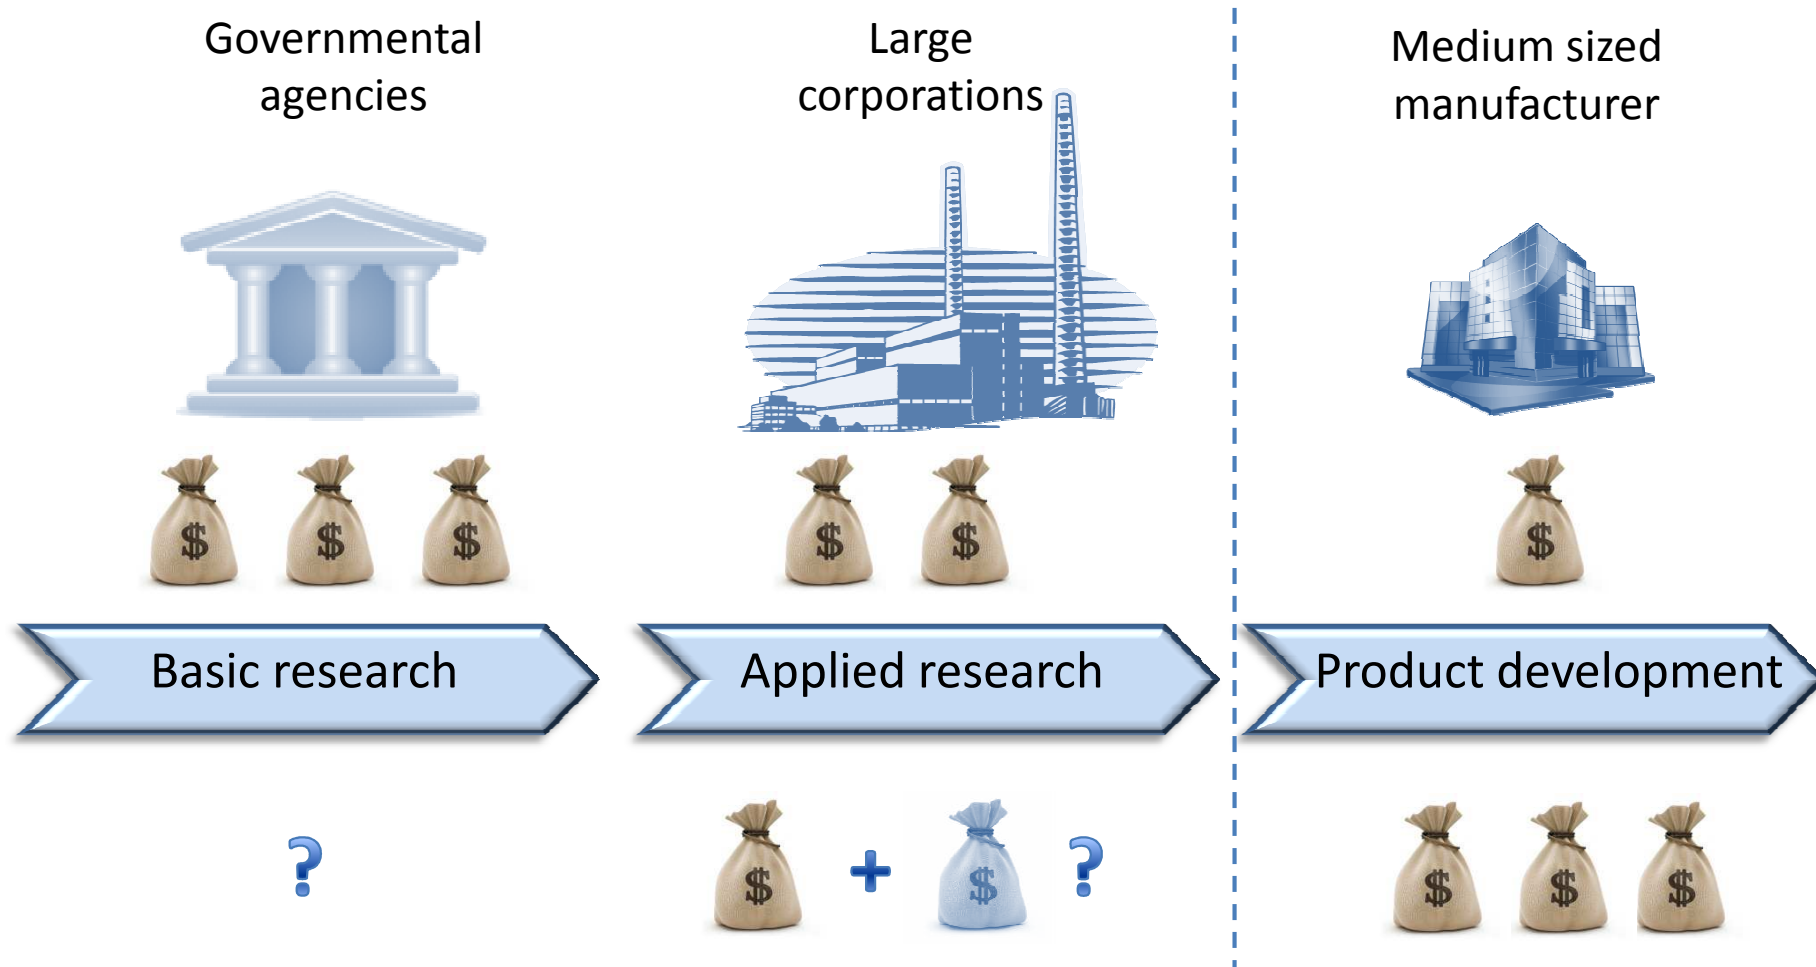 Governmental
agencies
Large
corporations
Medium sized
manufacturer
$ $ $ $ $ $
Basic research
Applied research
Product development
? $ + $ ? $ $ $